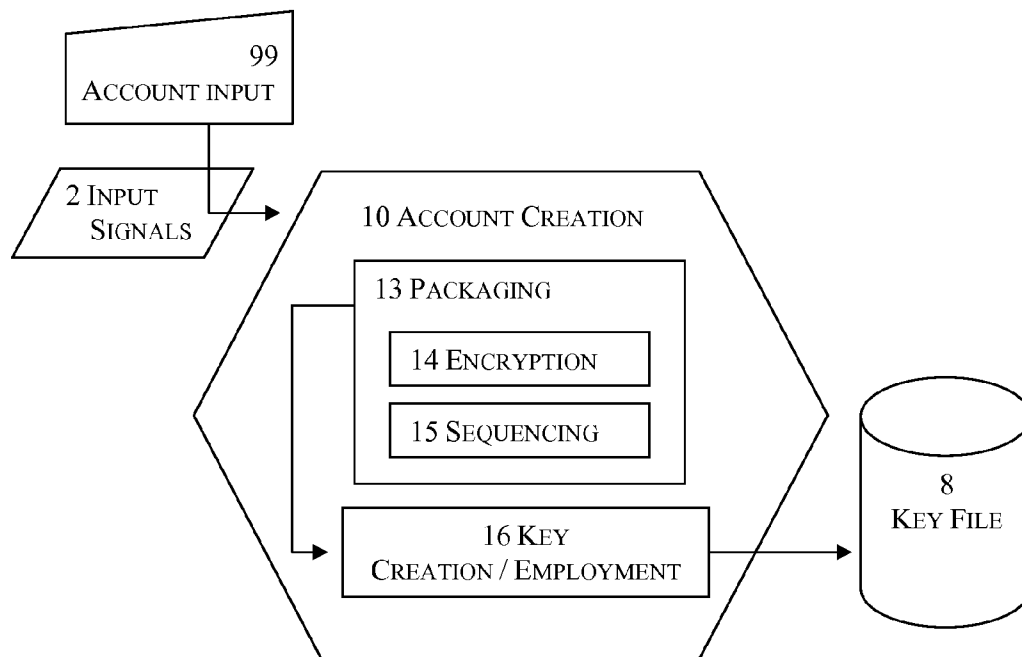 99
ACCOUNT INPUT
2 INPUT
SIGNALS
10 ACCOUNT CREATION
13 PACKAGING
14 ENCRYPTION
15 SEQUENCING
16 KEY
CREATION / EMPLOYMENT
8
KEY FILE